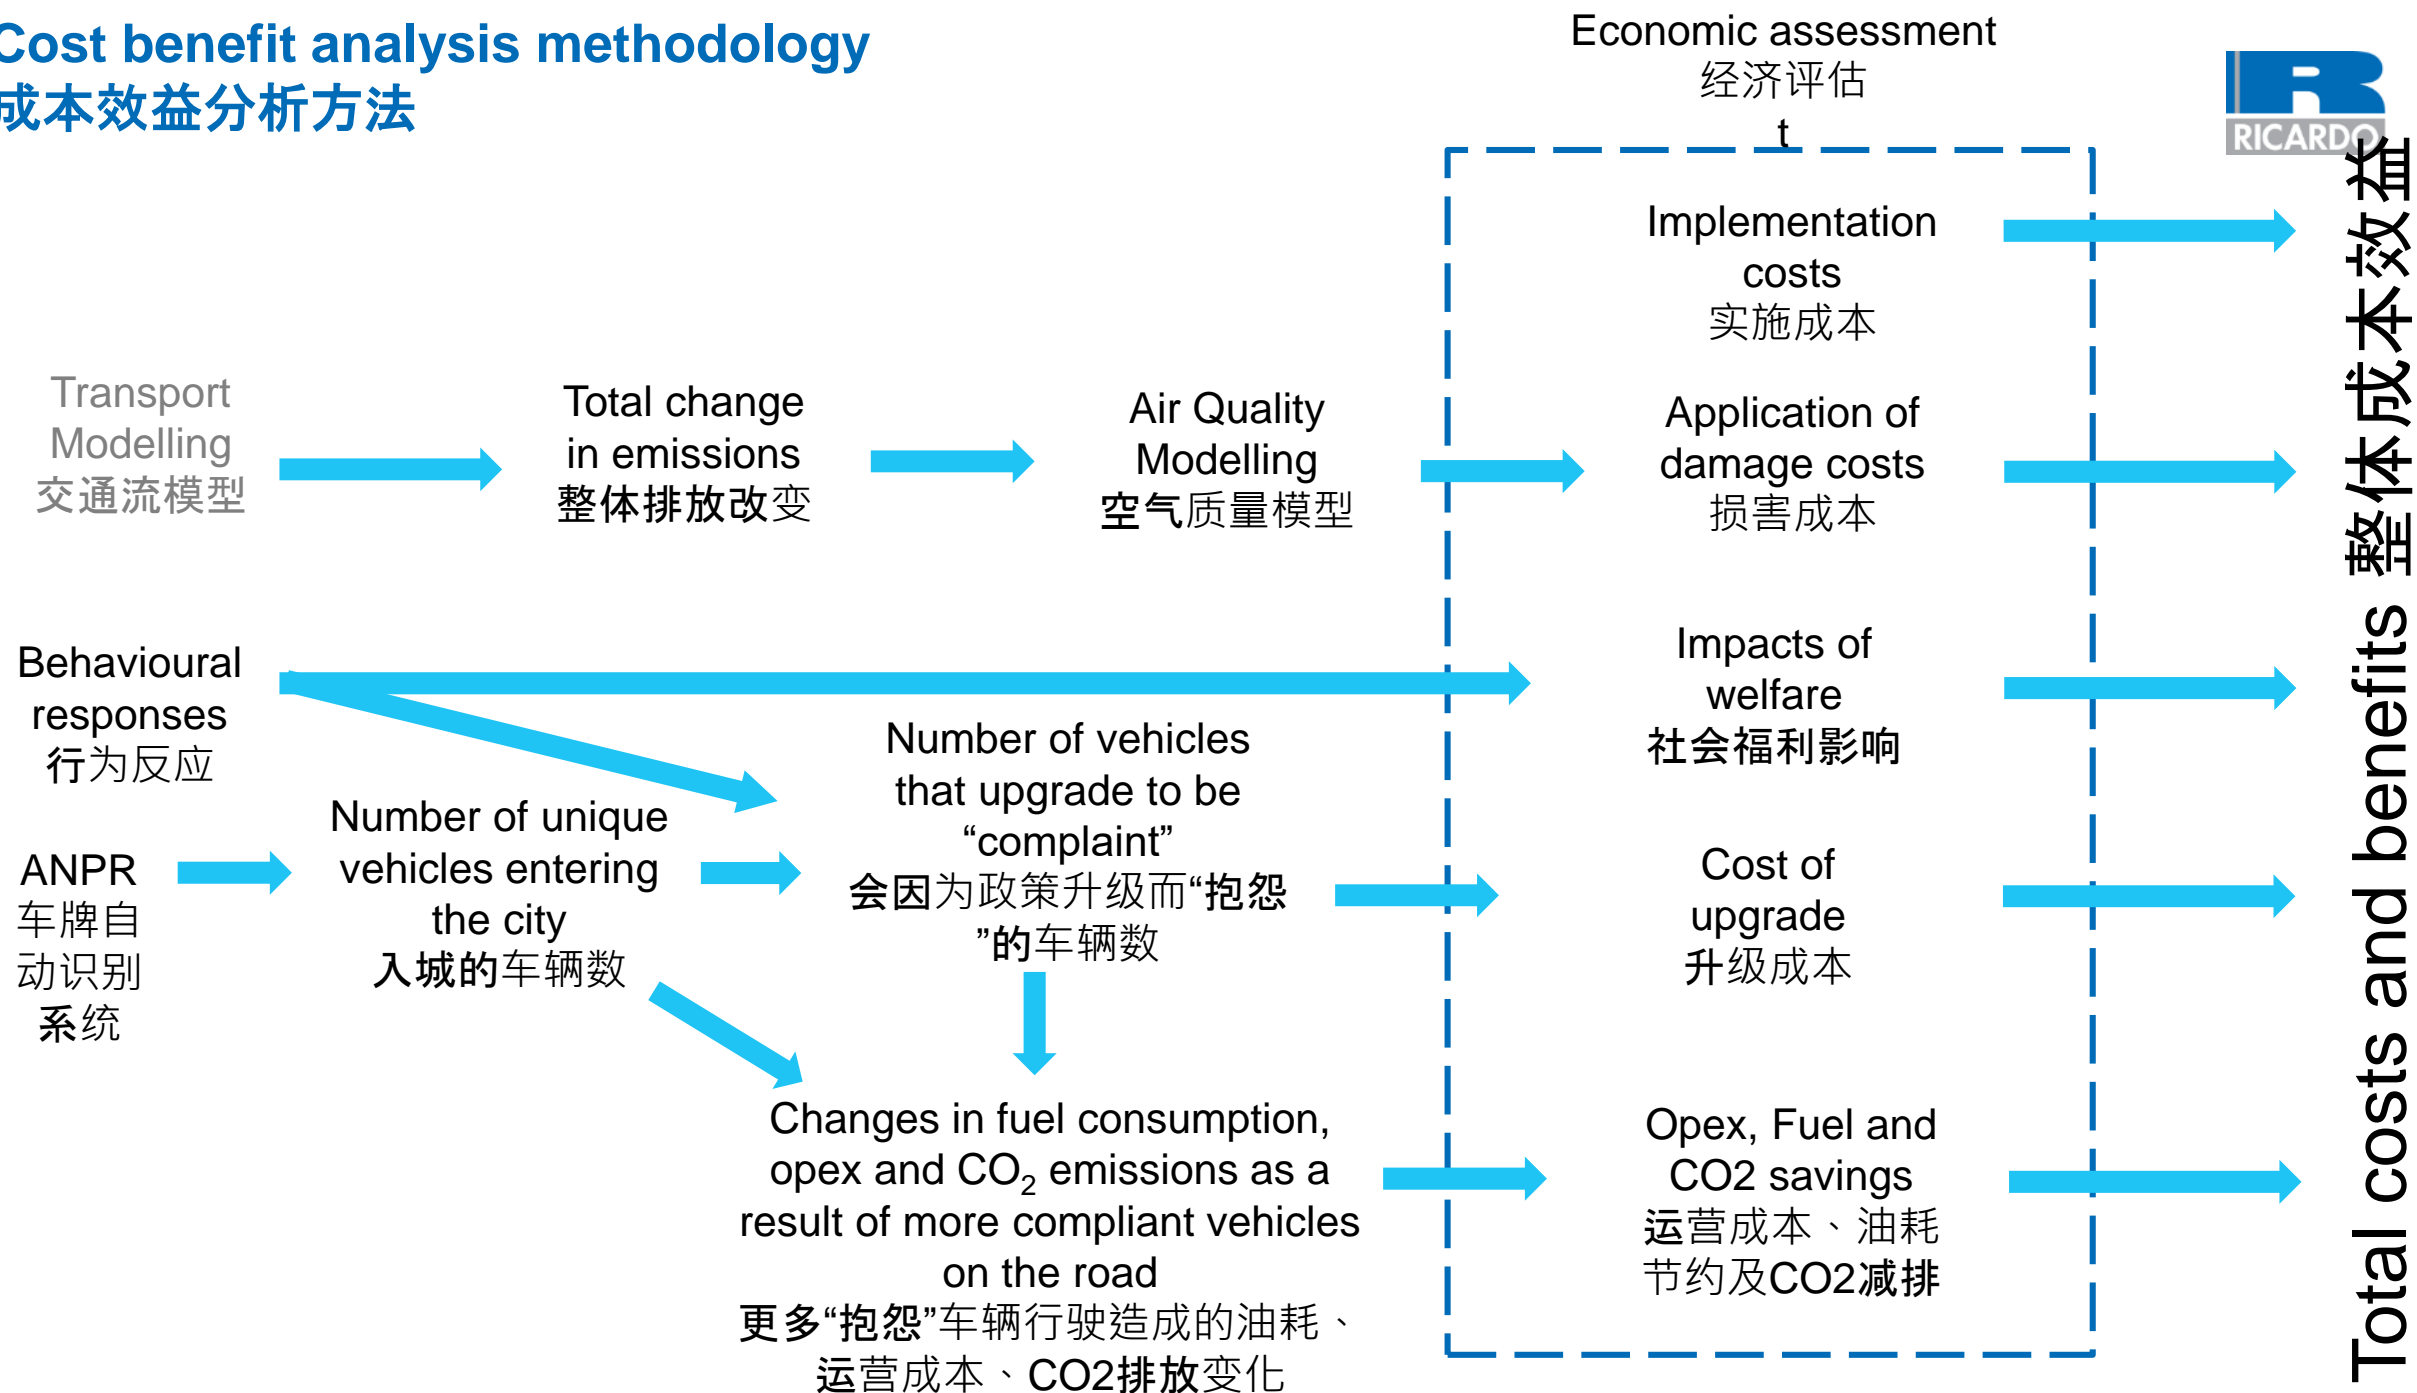 Cost benefit analysis methodology
成本效益分析方法
Economic assessment
经济评估
t
RICARDO
Implementation
costs
实施成本
Transport
Modelling
交通流模型
Total change
in emissions
整体排放改变
Air Quality
Modelling
空气质量模型
Application of
damage costs
损害成本
Behavioural
responses
行为反应
Impacts of
welfare
社会福利影响
ANPR
车牌自
动识别
系统
Number of unique
vehicles entering
the city
入城的车辆数
Number of vehicles
that upgrade to be
“complaint”
会因为政策升级而“抱怨
”的车辆数
Cost of
upgrade
升级成本
Changes in fuel consumption,
opex and CO₂ emissions as a
result of more compliant vehicles
on the road
更多“抱怨”车辆行驶造成的油耗、
运营成本、CO2排放变化
Opex, Fuel and
CO2 savings
运营成本、油耗
节约及CO2减排
Total costs and benefits 整体成本效益